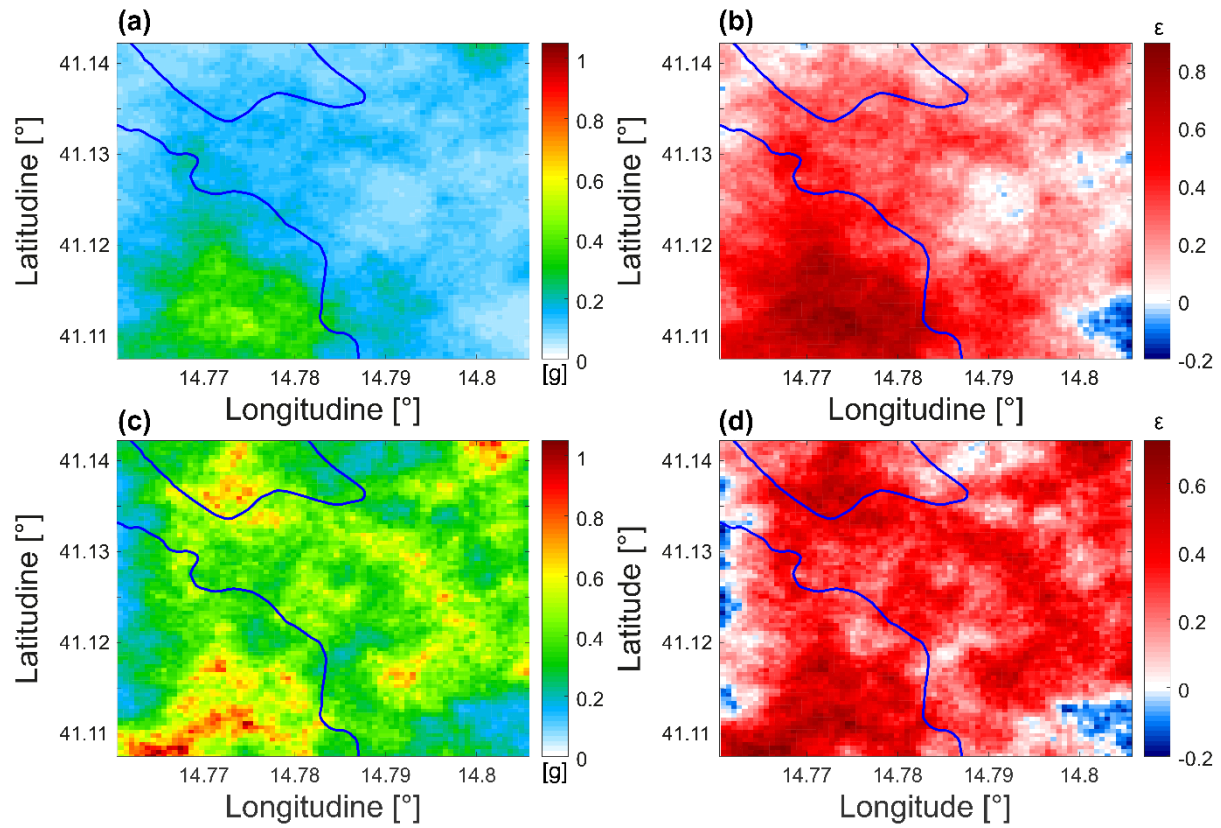 (a)
(b)
ε
41.14
41.13
41.12
41.11
Latitudine [°]
14.77 14.78 14.79 14.8
Longitudine [°]
1
0.8
0.6
0.4
0.2
0
[g]
41.14
41.13
41.12
41.11
Latitudine [°]
14.77 14.78 14.79 14.8
Longitudine [°]
0.8
0.6
0.4
0.2
0
-0.2
(c)
(d)
ε
41.14
41.13
41.12
41.11
Latitudine [°]
14.77 14.78 14.79 14.8
Longitudine [°]
1
0.8
0.6
0.4
0.2
0
[g]
41.14
41.13
41.12
41.11
Latitude [°]
14.77 14.78 14.79 14.8
Longitude [°]
0.6
0.4
0.2
0
-0.2